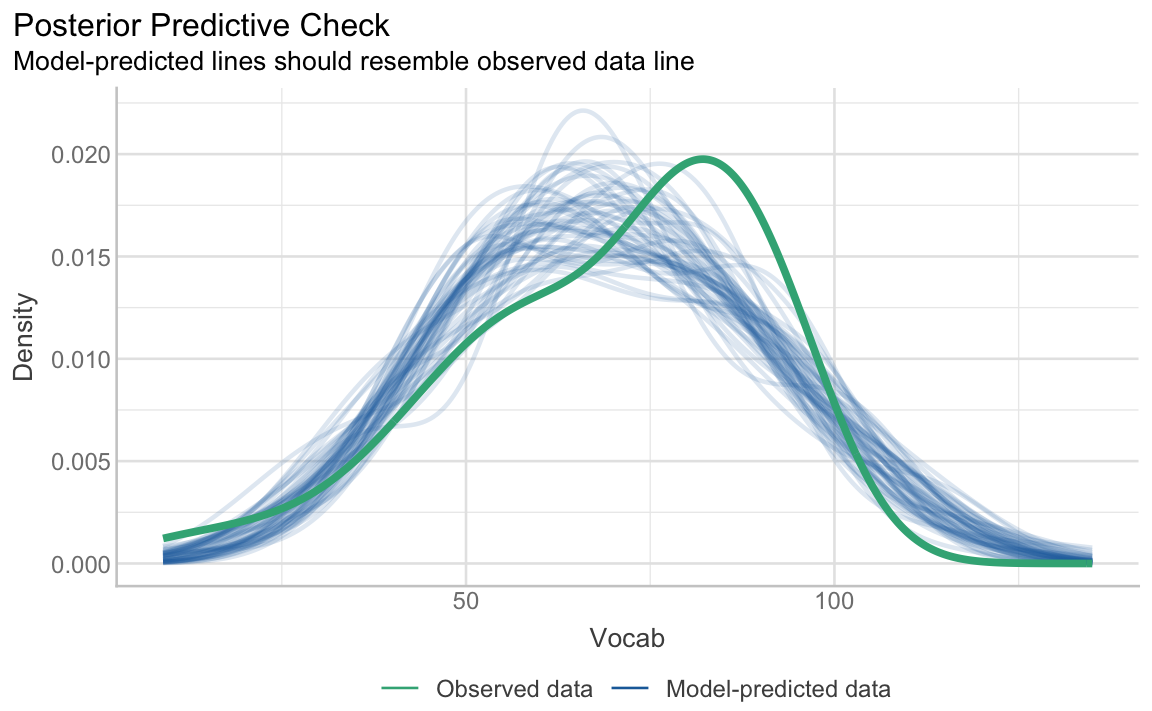 Posterior Predictive Check
Model-predicted lines should resemble observed data line
Density
0.020
0.015
0.010
0.005
0.000
50 100
Vocab
Observed data Model-predicted data